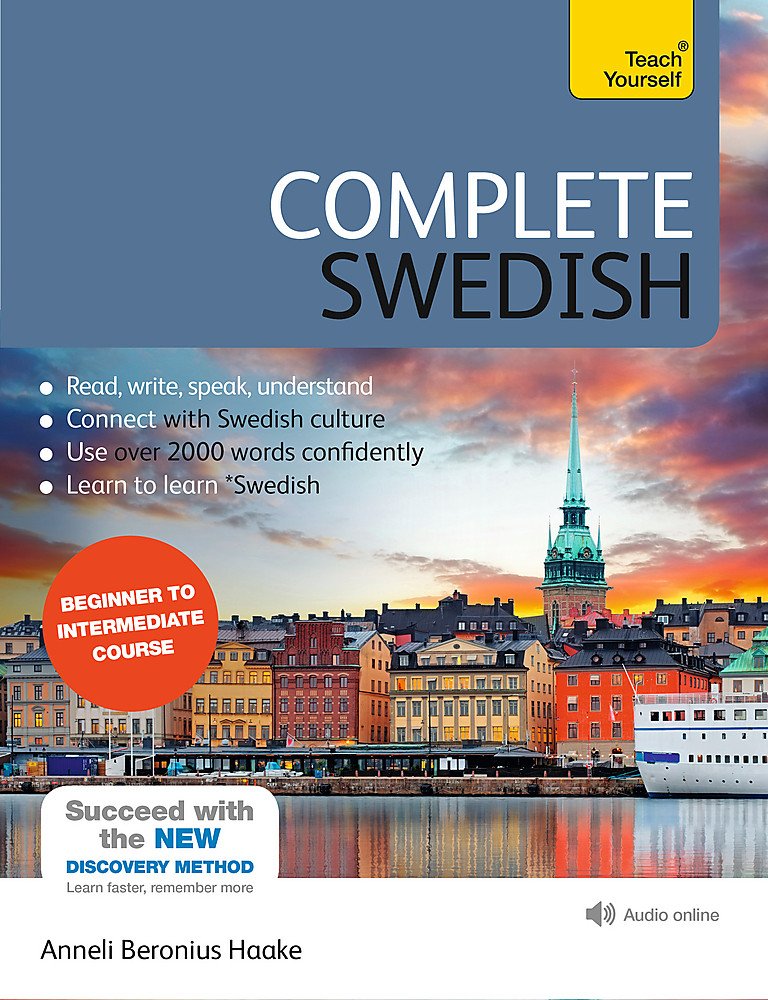 Teach®
Yourself
COMPLETE
SWEDISH
Read, write, speak, understand
Connect with Swedish culture
Use over 2000 words confidently
Learn to learn *Swedish
BEGINNER TO
INTERMEDIATE
COURSE
Succeed with
the NEW
DISCOVERY METHOD
Learn faster, remember more
Audio online
Anneli Beronius Haake